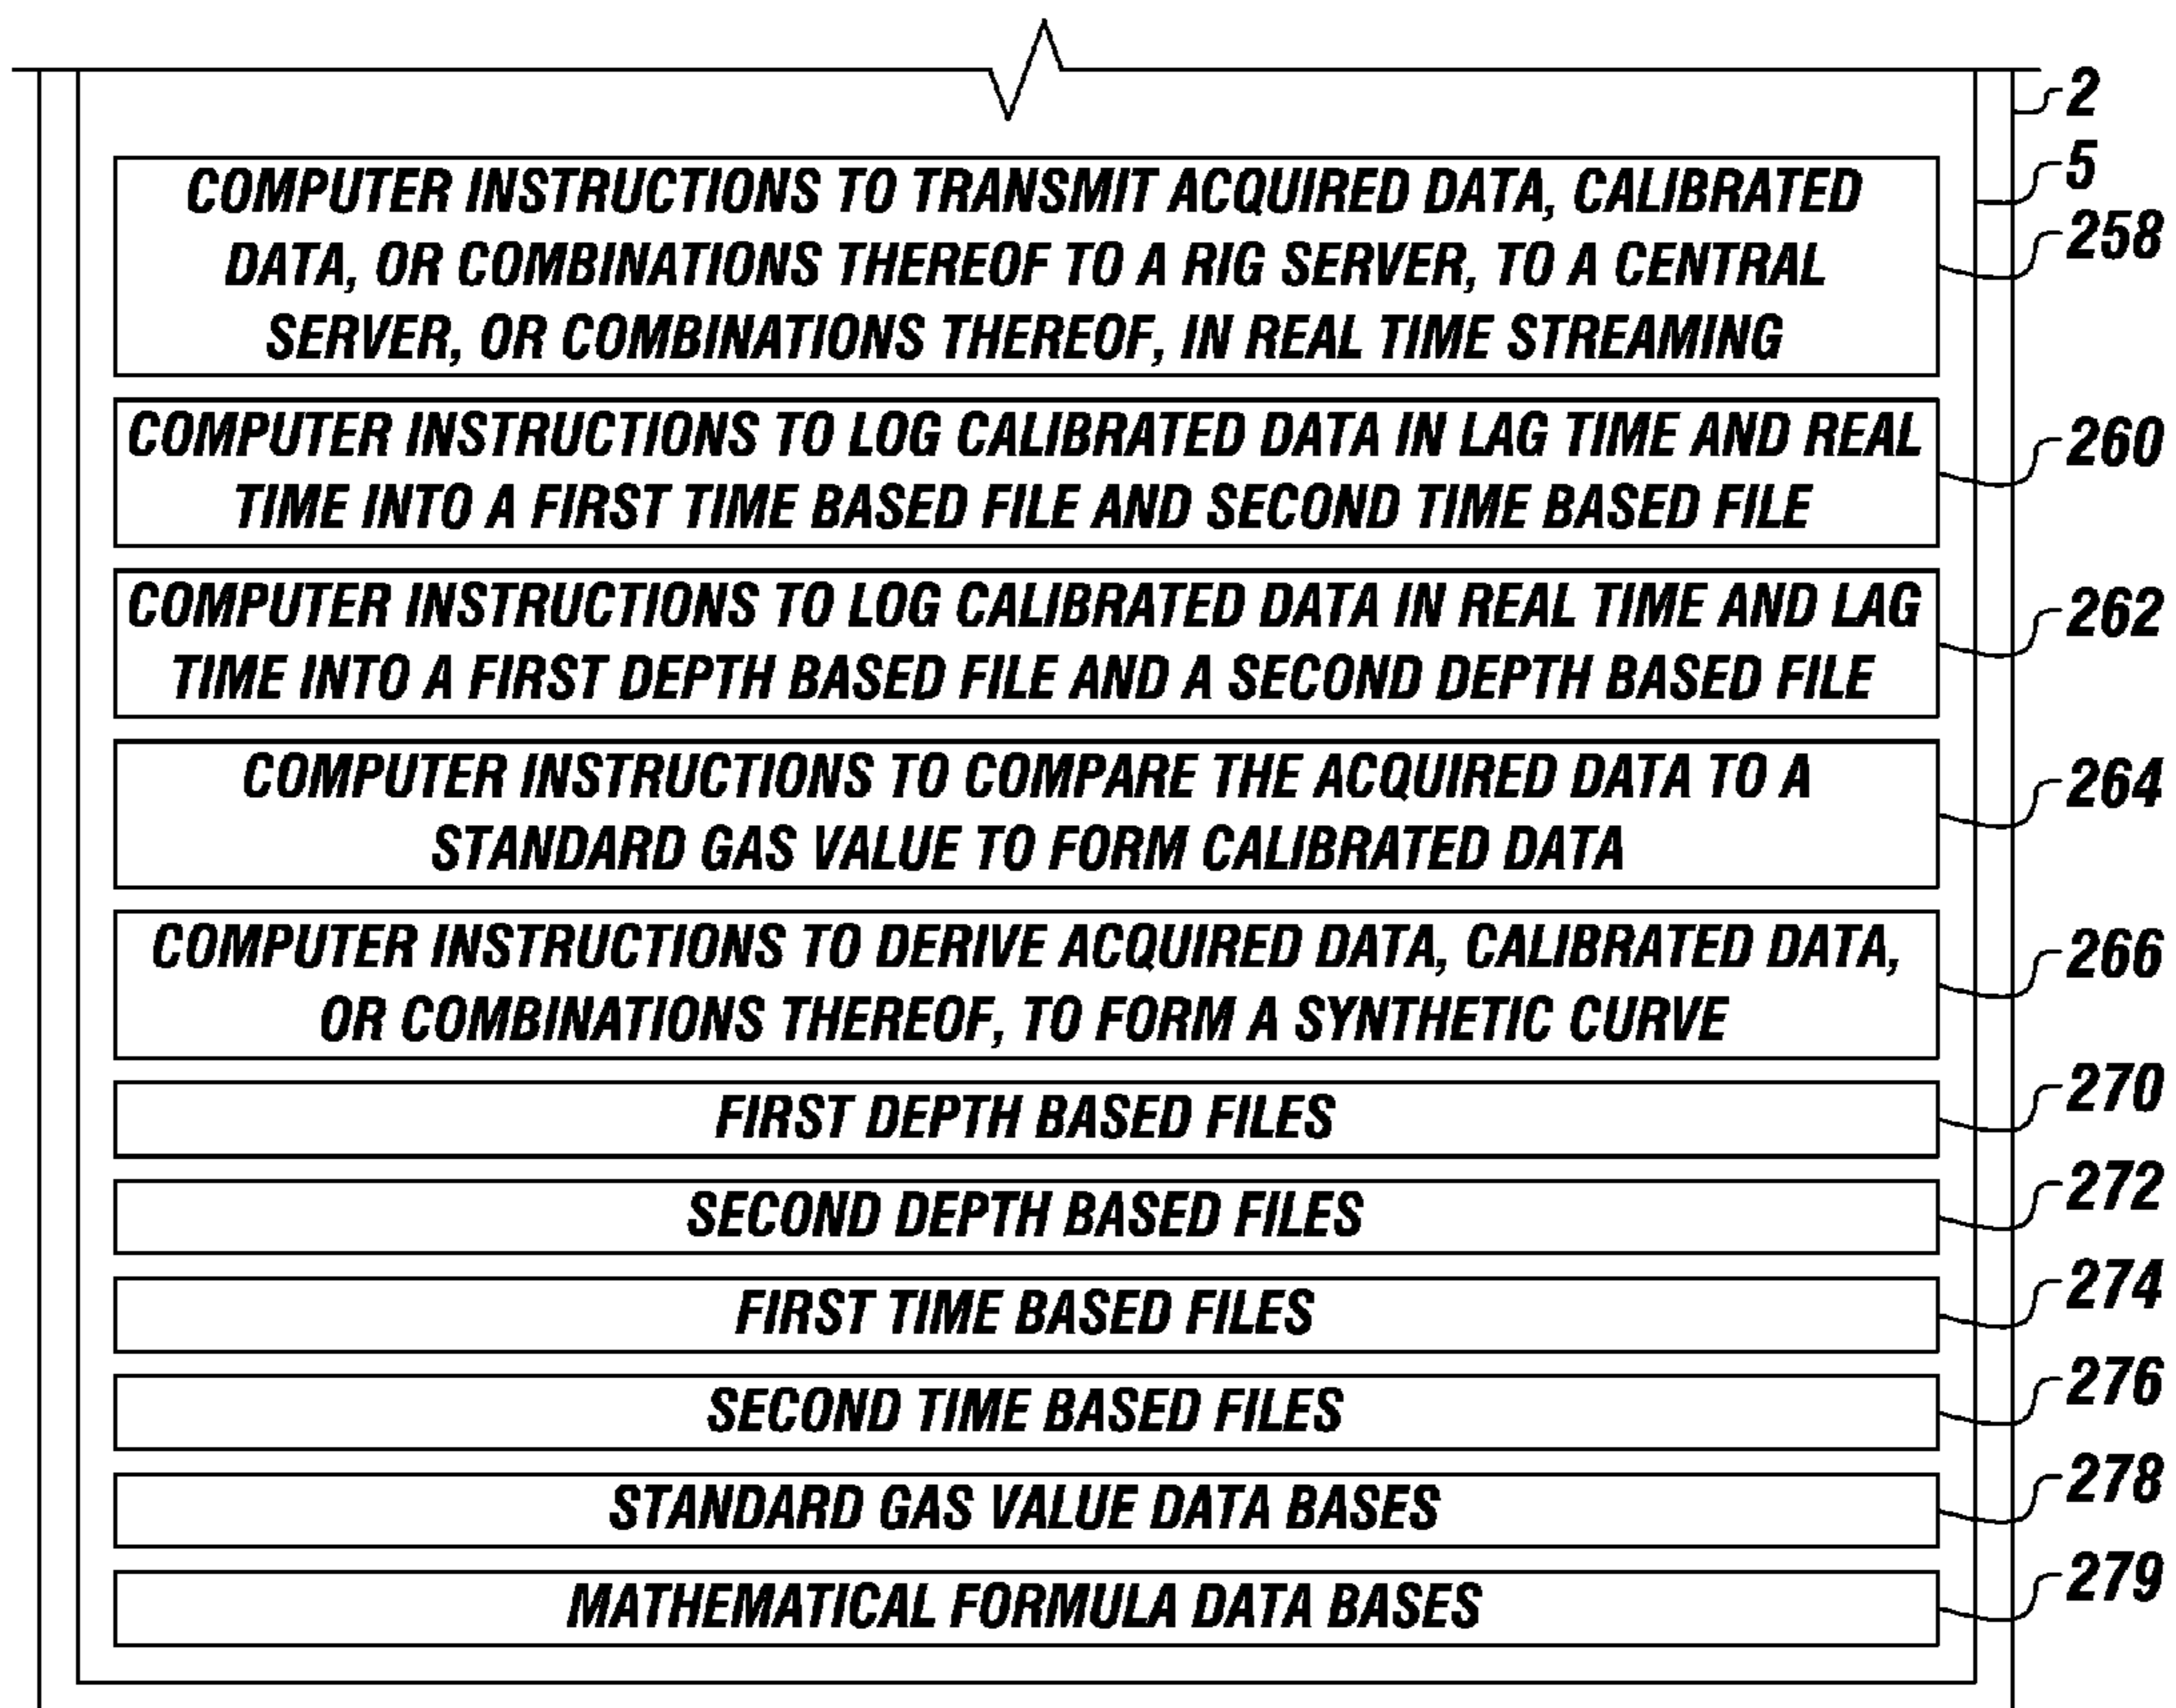 2
5
COMPUTER INSTRUCTIONS TO TRANSMIT ACQUIRED DATA, CALIBRATED
DATA, OR COMBINATIONS THEREOF TO A RIG SERVER, TO A CENTRAL
SERVER, OR COMBINATIONS THEREOF, IN REAL TIME STREAMING
258
COMPUTER INSTRUCTIONS TO LOG CALIBRATED DATA IN LAG TIME AND REAL
TIME INTO A FIRST TIME BASED FILE AND SECOND TIME BASED FILE
260
COMPUTER INSTRUCTIONS TO LOG CALIBRATED DATA IN REAL TIME AND LAG
TIME INTO A FIRST DEPTH BASED FILE AND A SECOND DEPTH BASED FILE
262
COMPUTER INSTRUCTIONS TO COMPARE THE ACQUIRED DATA TO A
STANDARD GAS VALUE TO FORM CALIBRATED DATA
264
COMPUTER INSTRUCTIONS TO DERIVE ACQUIRED DATA, CALIBRATED DATA,
OR COMBINATIONS THEREOF, TO FORM A SYNTHETIC CURVE
266
FIRST DEPTH BASED FILES
270
SECOND DEPTH BASED FILES
272
FIRST TIME BASED FILES
274
SECOND TIME BASED FILES
276
STANDARD GAS VALUE DATA BASES
278
MATHEMATICAL FORMULA DATA BASES
279